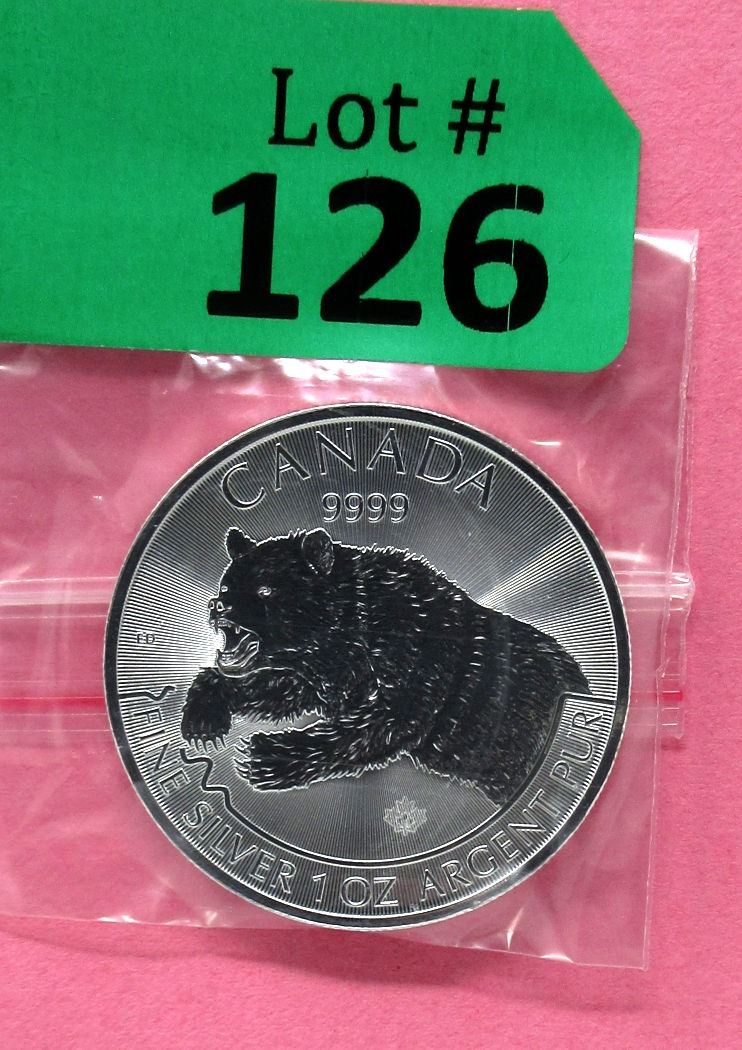 Lot #
126
CANADA
9999
FINE SILVER 1 OZ ARGENT PUR